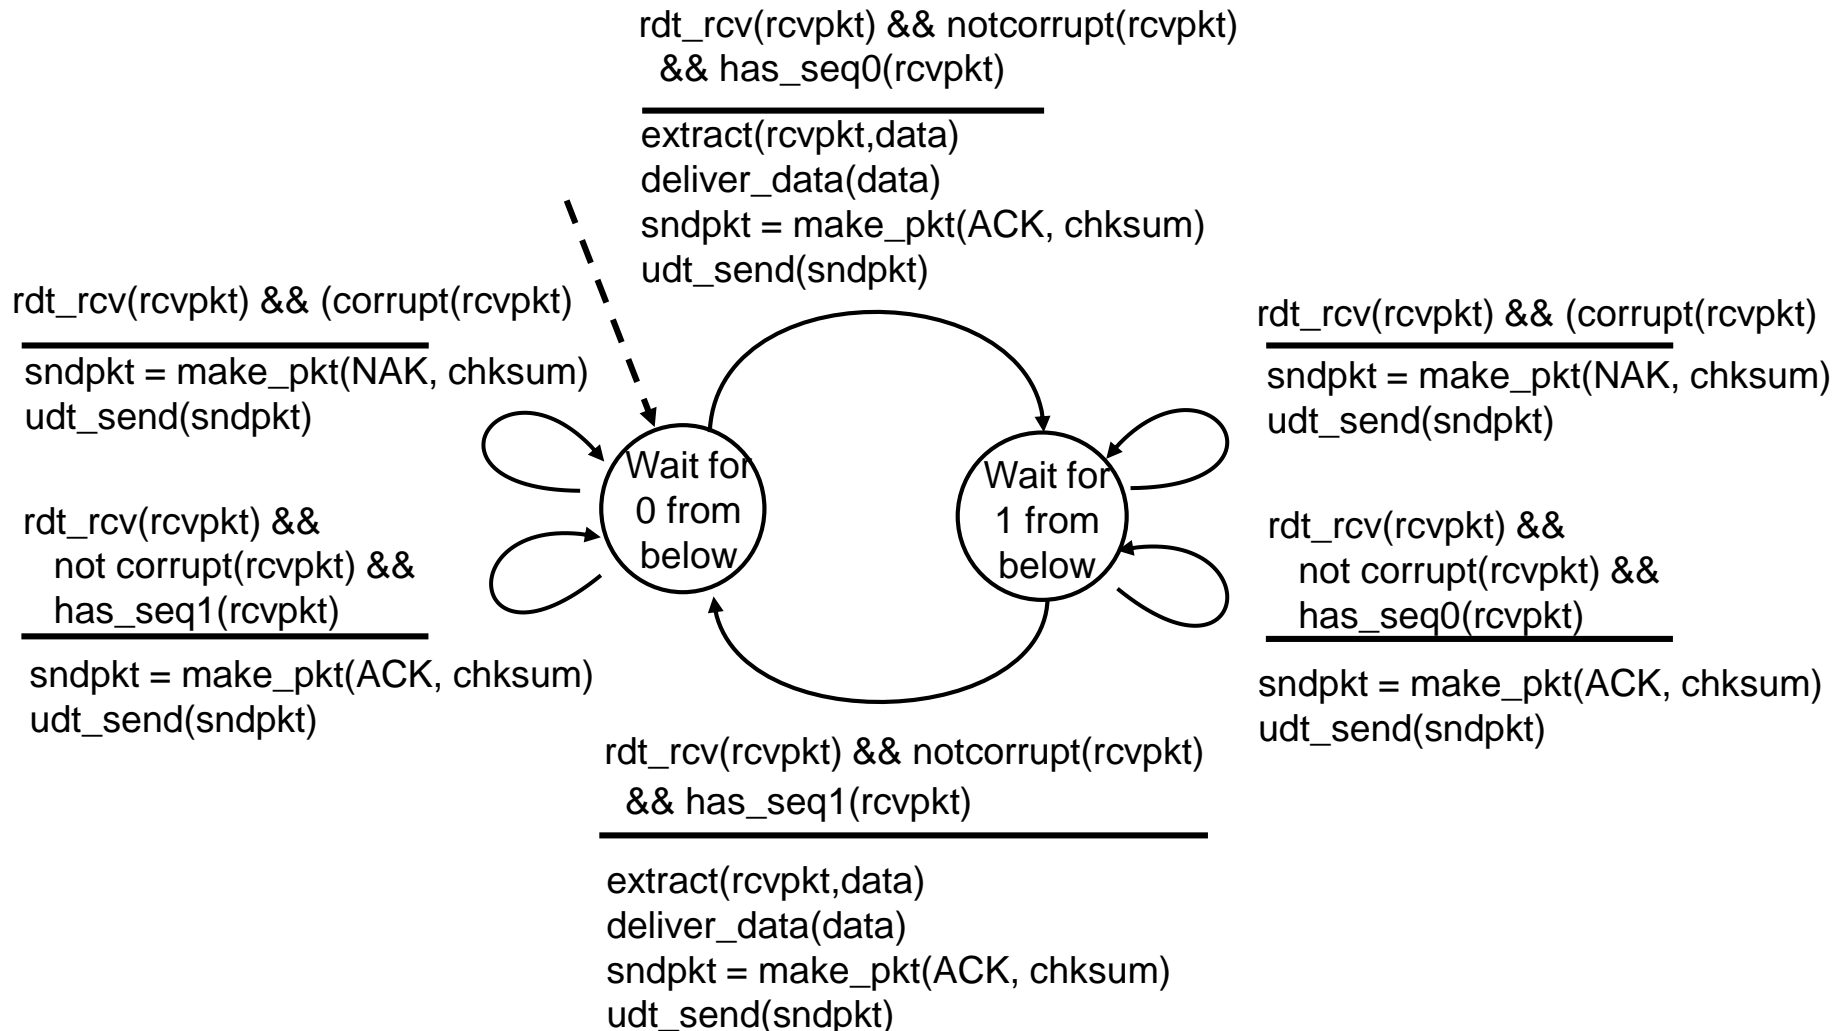 rdt_rcv(rcvpkt) && notcorrupt(rcvpkt)
&& has_seq0(rcvpkt)
extract(rcvpkt,data)
deliver_data(data)
sndpkt = make_pkt(ACK, chksum)
udt_send(sndpkt)
rdt_rcv(rcvpkt) && (corrupt(rcvpkt)
sndpkt = make_pkt(NAK, chksum)
udt_send(sndpkt)
rdt_rcv(rcvpkt) &&
not corrupt(rcvpkt) &&
has_seq1(rcvpkt)
sndpkt = make_pkt(ACK, chksum)
udt_send(sndpkt)
Wait for
0 from
below
Wait for
1 from
below
rdt_rcv(rcvpkt) && (corrupt(rcvpkt)
sndpkt = make_pkt(NAK, chksum)
udt_send(sndpkt)
rdt_rcv(rcvpkt) &&
not corrupt(rcvpkt) &&
has_seq0(rcvpkt)
sndpkt = make_pkt(ACK, chksum)
udt_send(sndpkt)
rdt_rcv(rcvpkt) && notcorrupt(rcvpkt)
&& has_seq1(rcvpkt)
extract(rcvpkt,data)
deliver_data(data)
sndpkt = make_pkt(ACK, chksum)
udt_send(sndpkt)